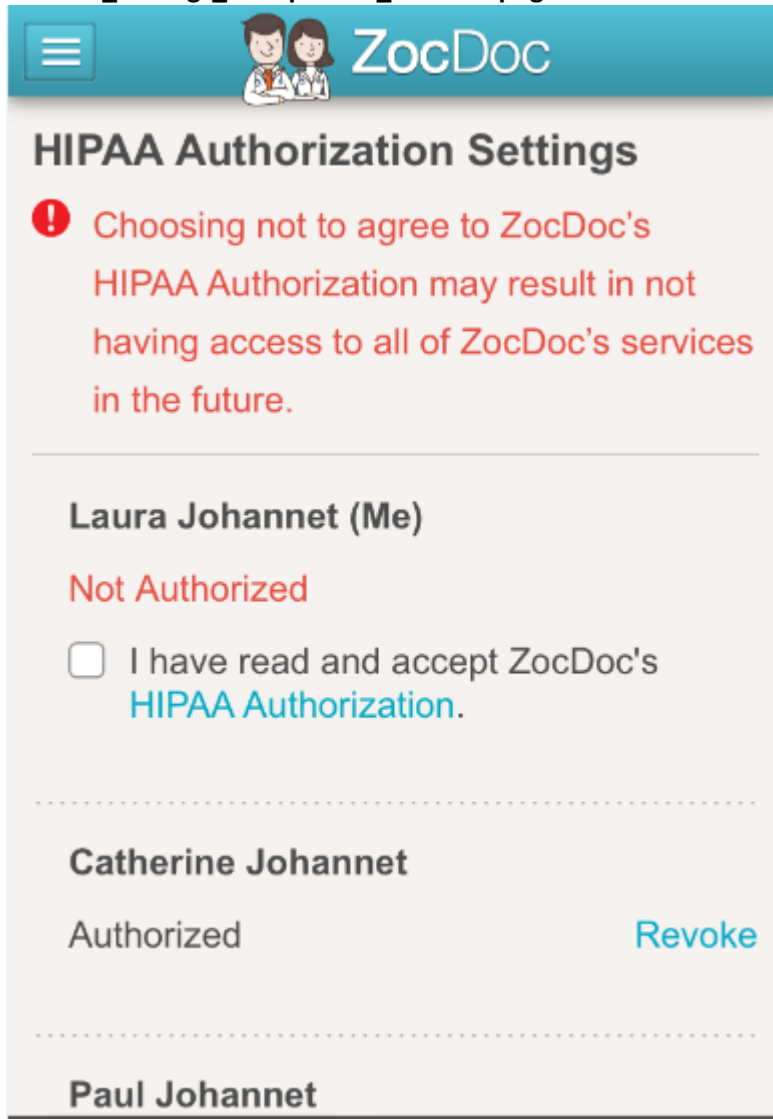 ZocDoc
HIPAA Authorization Settings
Choosing not to agree to ZocDoc's
HIPAA Authorization may result in not
having access to all of ZocDoc's services
in the future.
Laura Johannet (Me)
Not Authorized
I have read and accept ZocDoc's
HIPAA Authorization.
Catherine Johannet
Authorized Revoke
Paul Johannet